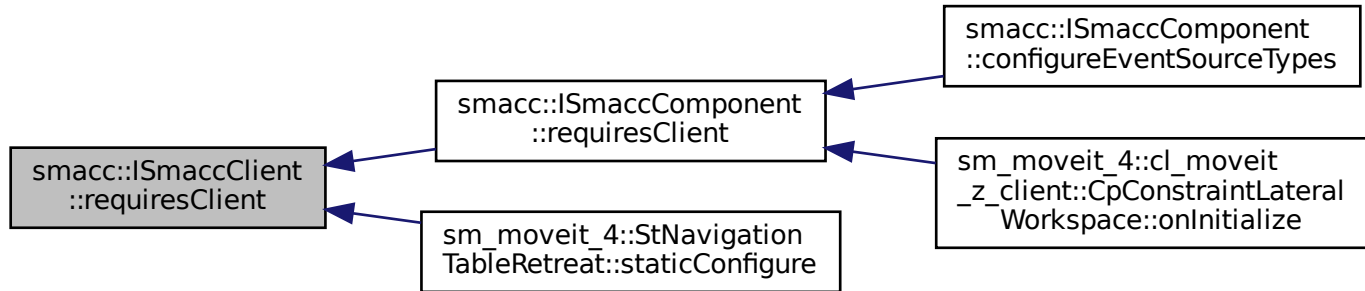 smacc::ISmaccClient
::requiresClient
smacc::ISmaccComponent
::requiresClient
smacc::ISmaccComponent
::configureEventSourceTypes
sm_moveit_4::cl_moveit
_z_client::CpConstraintLateral
Workspace::onInitialize
sm_moveit_4::StNavigation
TableRetreat::staticConfigure